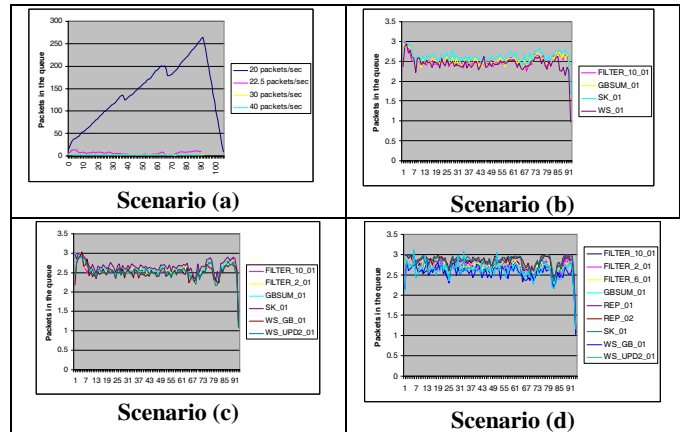 Packets in the queue
300
250
200
150
100
50
0
0
10
20
30
40
50
60
70
80
90
100
20 packets/sec
22.5 packets/sec
30 packets/sec
40 packets/sec
Scenario (a)
Packets in the queue
3.5
3
2.5
2
1.5
1
0.5
0
1 7 13 19 25 31 37 43 49 55 61 67 73 79 85 91
FILTER_10_01
GBSUM_01
SK_01
WS_01
Scenario (b)
Packets in the queue
3.5
3
2.5
2
1.5
1
0.5
0
1 7 13 19 25 31 37 43 49 55 61 67 73 79 85 91
FILTER_10_01
FILTER_2_01
GBSUM_01
SK_01
WS_GB_01
WS_UPD2_01
Scenario (c)
Packets in the queue
3.5
3
2.5
2
1.5
1
0.5
0
1 7 13 19 25 31 37 43 49 55 61 67 73 79 85 91
FILTER_10_01
FILTER_2_01
FILTER_6_01
GBSUM_01
REP_01
REP_02
SK_01
WS_GB_01
WS_UPD2_01
Scenario (d)